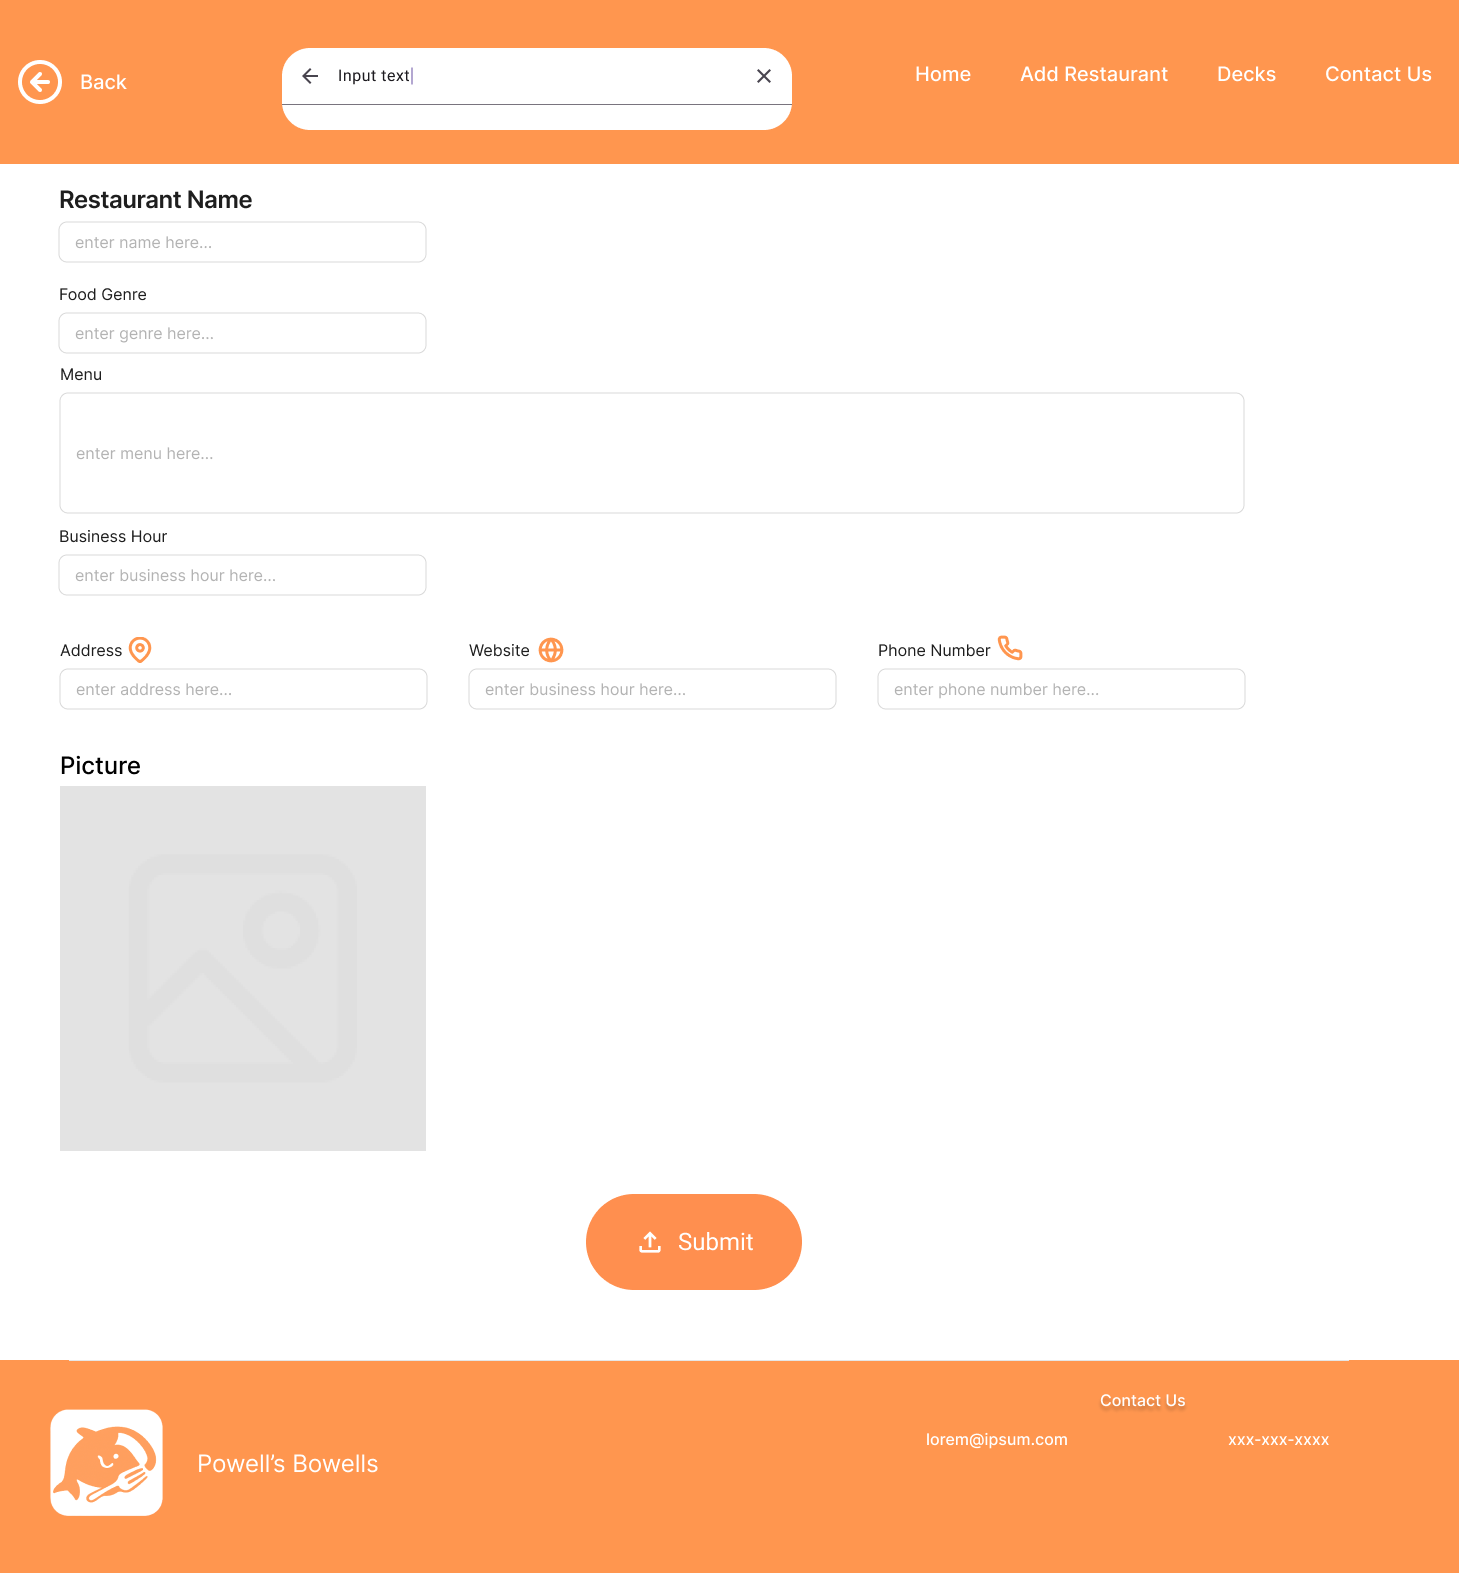 Back
Input text
Home
Add Restaurant
Decks
Contact Us
Restaurant Name
enter name here...
Food Genre
enter genre here...
Menu
enter menu here...
Business Hour
enter business hour here...
Address
Website
Phone Number
enter address here...
enter business hour here...
enter phone number here...
Picture
Submit
Contact Us
lorem@ipsum.com
xxx-xxx-xxxx
Powell’s Bowells